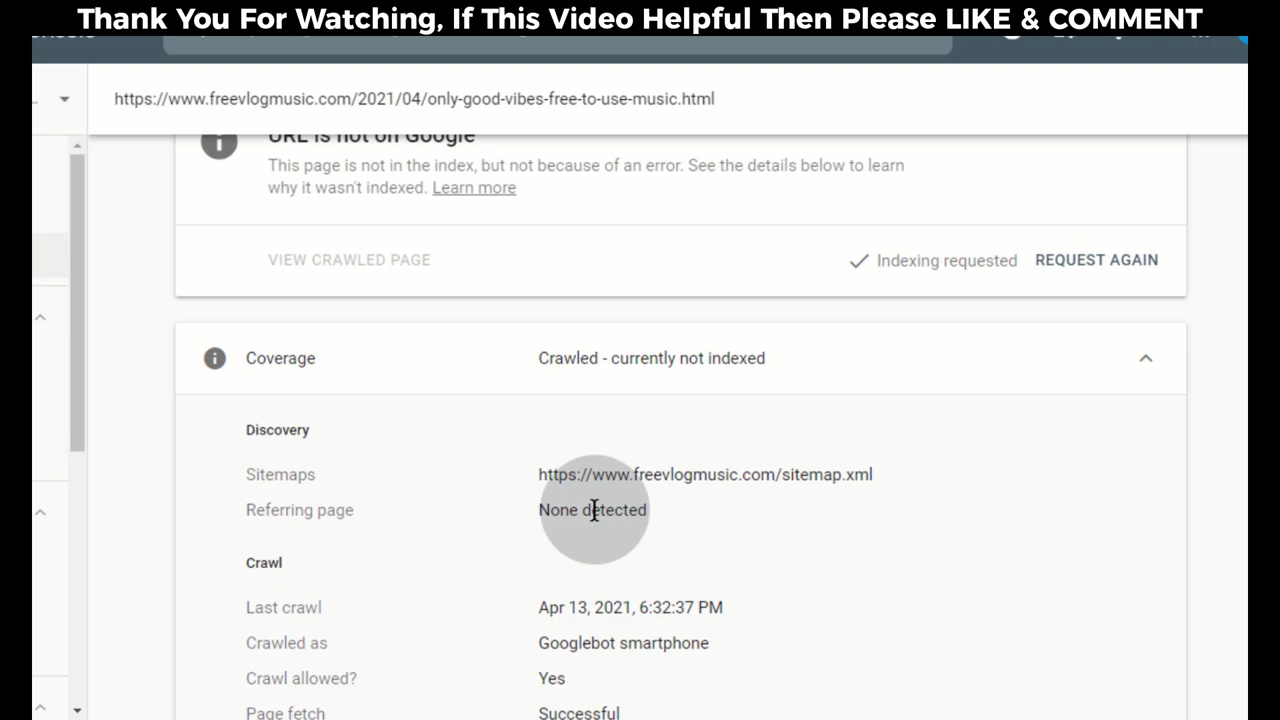 Thank You For Watching, If This Video Helpful Then Please LIKE & COMMENT
https://www.freevlogmusic.com/2021/04/only-good-vibes-free-to-use-music.html
URL is not on Google
This page is not in the index, but not because of an error. See the details below to learn
why it wasn't indexed. Learn more
VIEW CRAWLED PAGE
Indexing requested REQUEST AGAIN
Coverage Crawled - currently not indexed
Discovery
Sitemaps https://www.freevlogmusic.com/sitemap.xml
Referring page None detected
Crawl
Last crawl Apr 13, 2021, 6:32:37 PM
Crawled as Googlebot smartphone
Crawl allowed? Yes
Page fetch Successful